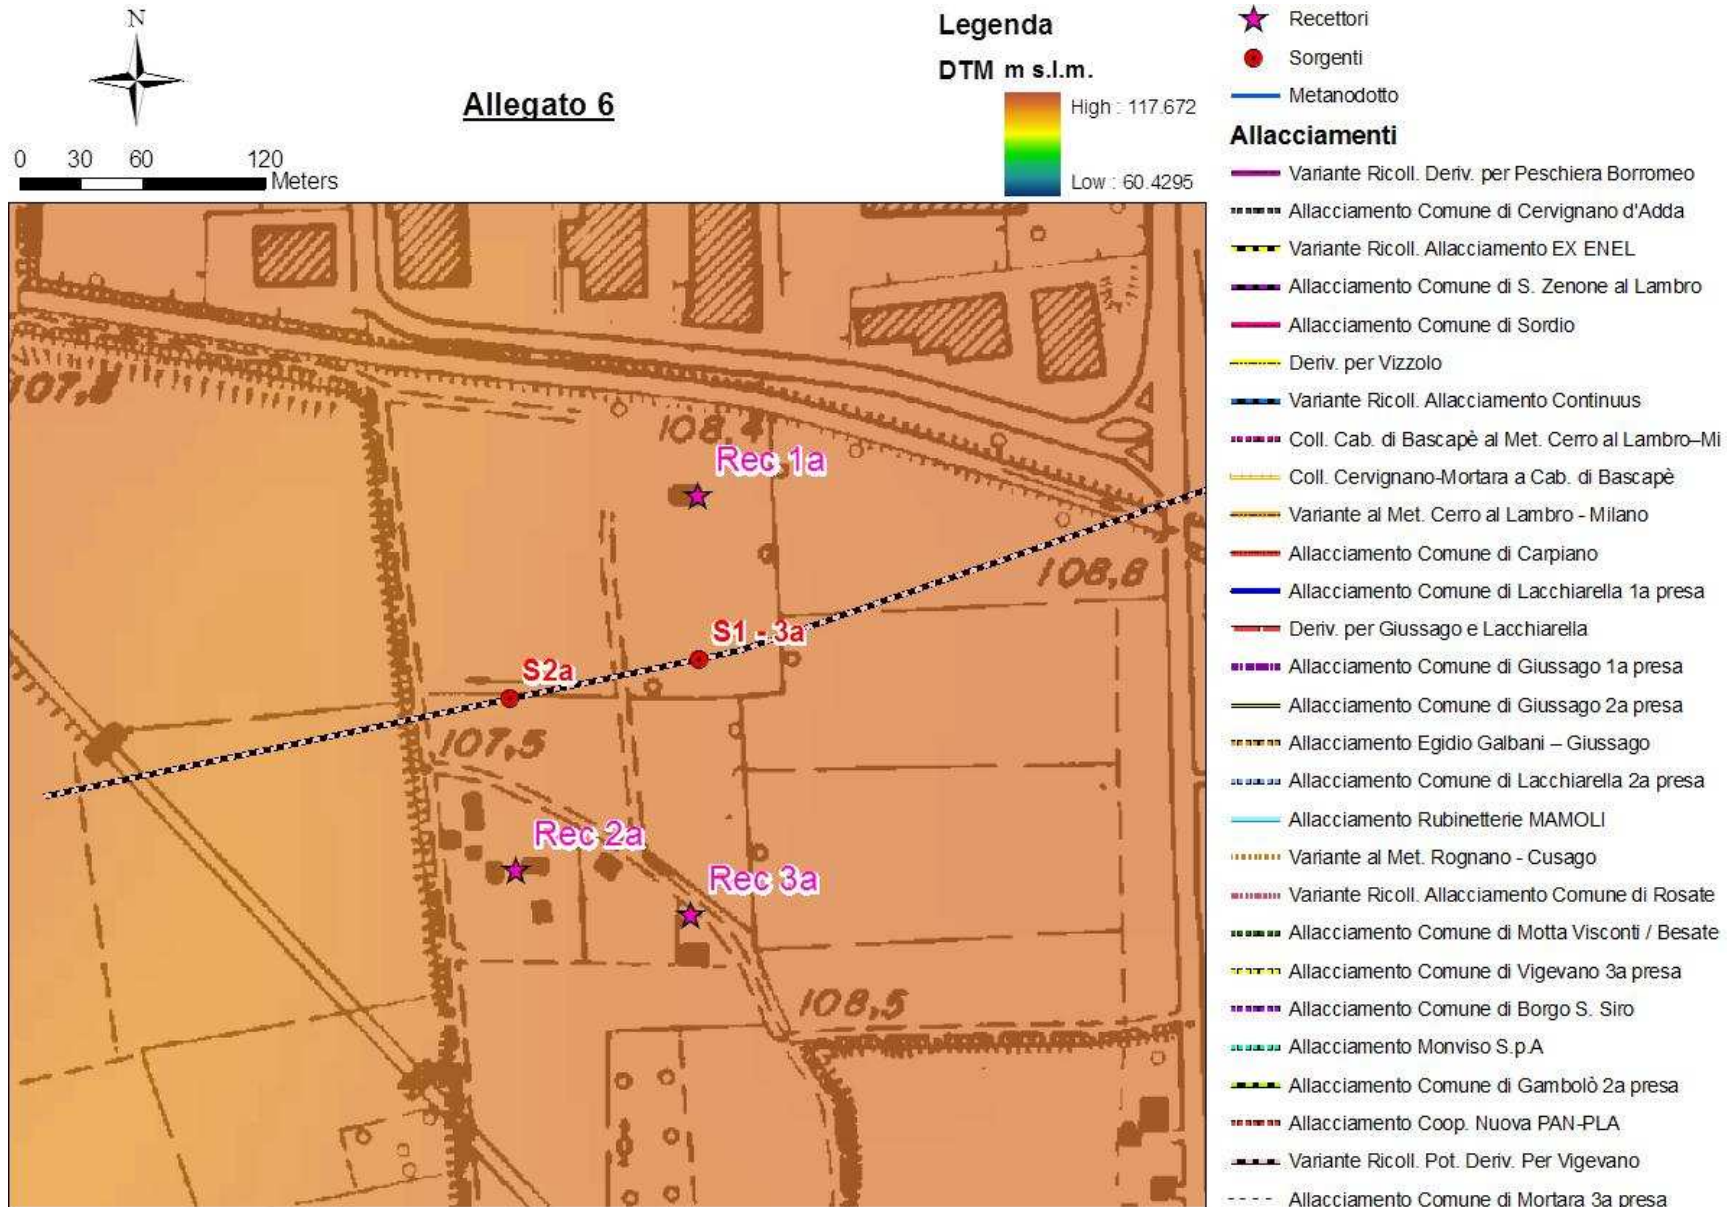 N
Allegato 6
0 30 60 120
Meters
Legenda
DTM m s.l.m.
High : 117.672
Low : 60.4295
Recettori
Sorgenti
Metanodotto
Allacciamenti
Variante Ricoll. Deriv. per Peschiera Borromeo
Allacciamento Comune di Cervignano d'Adda
Variante Ricoll. Allacciamento EX ENEL
Allacciamento Comune di S. Zenone al Lambro
Allacciamento Comune di Sordio
Deriv. per Vizzolo
Variante Ricoll. Allacciamento Continuus
Coll. Cab. di Bascapè al Met. Cerro al Lambro–Mi
Coll. Cervignano-Mortara a Cab. di Bascapè
Variante al Met. Cerro al Lambro - Milano
Allacciamento Comune di Carpiano
Allacciamento Comune di Lacchiarella 1a presa
Deriv. per Giussago e Lacchiarella
Allacciamento Comune di Giussago 1a presa
Allacciamento Comune di Giussago 2a presa
Allacciamento Egidio Galbani – Giussago
Allacciamento Comune di Lacchiarella 2a presa
Allacciamento Rubinetterie MAMOLI
Variante al Met. Rognano - Cusago
Variante Ricoll. Allacciamento Comune di Rosate
Allacciamento Comune di Motta Visconti / Besate
Allacciamento Comune di Vigevano 3a presa
Allacciamento Comune di Borgo S. Siro
Allacciamento Monviso S.p.A
Allacciamento Comune di Gambolò 2a presa
Allacciamento Coop. Nuova PAN-PLA
Variante Ricoll. Pot. Deriv. Per Vigevano
Allacciamento Comune di Mortara 3a presa
108,4
Rec 1a
108,8
S1 - 3a
S2a
107,5
Rec 2a
Rec 3a
108,5